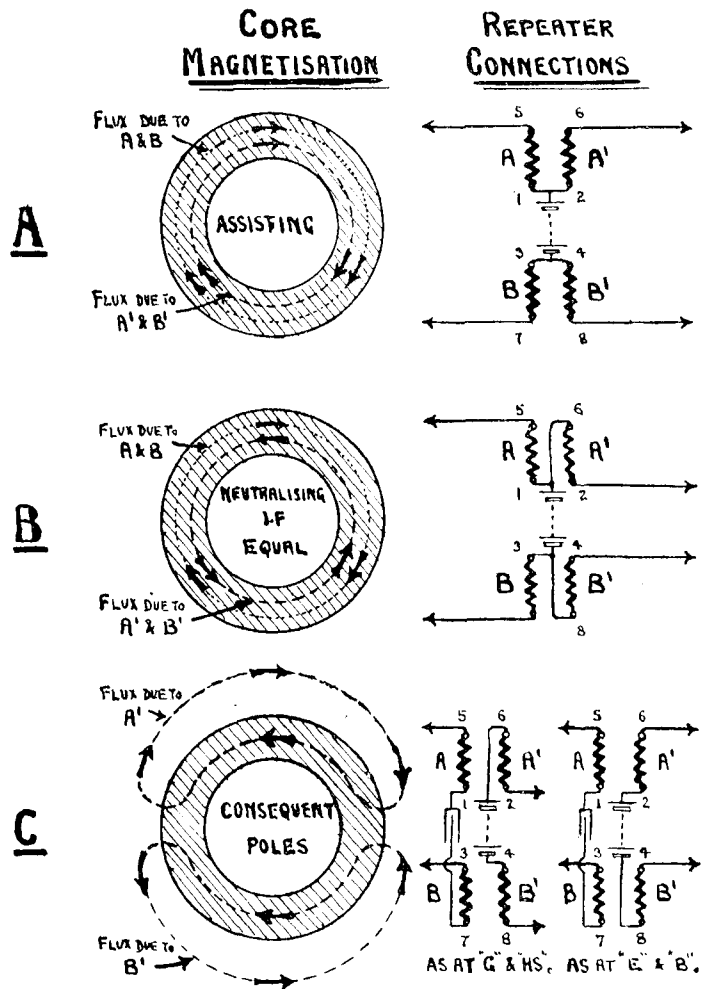 CORE
MAGNETISATION
REPEATER
CONNECTIONS
A
FLUX DUE TO
A & B
ASSISTING
FLUX DUE TO
A' & B'
5 6
A A'
1 2
3 4
B B'
7 8
B
FLUX DUE TO
A & B
NEUTRALISING
IF
EQUAL
FLUX DUE TO
A' & B'
5 6
A A'
1 2
3 4
B B'
8
C
FLUX DUE TO
A'
CONSEQUENT
POLES
FLUX DUE TO
B'
5 6
A A'
1 2
3 4
B B'
7 8
AS AT "G" & "HS".
5 6
A A'
1 2
3 4
B B'
7 8
AS AT "E" & "B".